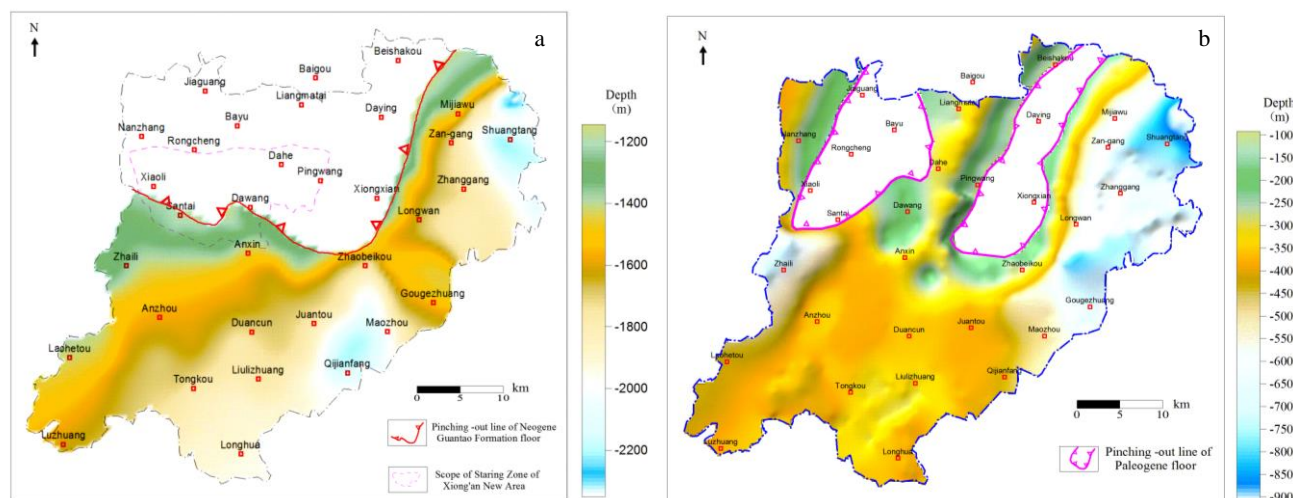 a
N
Beishakou
Baigou
Jiaguang
Liangmatai
Daying
Bayu
Mijiawu
Nanzhang
Rongcheng
Zan-gang
Shuangtang
Dahe
Pingwang
Xiaoli
Zhanggang
Santai
Dawang
Xiongxian
Longwan
Anxin
Zhaili
Zhaobeikou
Gougezhuang
Anzhou
Juantou
Duancun
Maozhou
Laohetou
Qijianfang
Liulizhuang
Tongkou
Luzhuang
Longhua
0 5 10 km
Pinching -out line of Neogene
Guantao Formation floor
Scope of Staring Zone of
Xiong'an New Area
Depth
(m)
-1200
-1400
-1600
-1800
-2000
-2200
b
N
Beishakou
Baigou
Jiaguang
Daying
Mijiawu
Bayu
Nanzhang
Rongcheng
Zan-gang
Shuangtang
Dahe
Pingwang
Xiaoli
Zhanggang
Xiongxian
Dawang
Santai
Longwan
Anxin
Zhaili
Zhaobeikou
Gougezhuang
Anzhou
Juantou
Duancun
Maozhou
Laohetou
Qijianfang
Liulizhuang
Tongkou
Luzhuang
Longhua
0 5 10
km
Pinching -out line of
Paleogene floor
Depth
(m)
-100
-150
-200
-250
-300
-350
-400
-450
-500
-550
-600
-650
-700
-750
-800
-850
-900